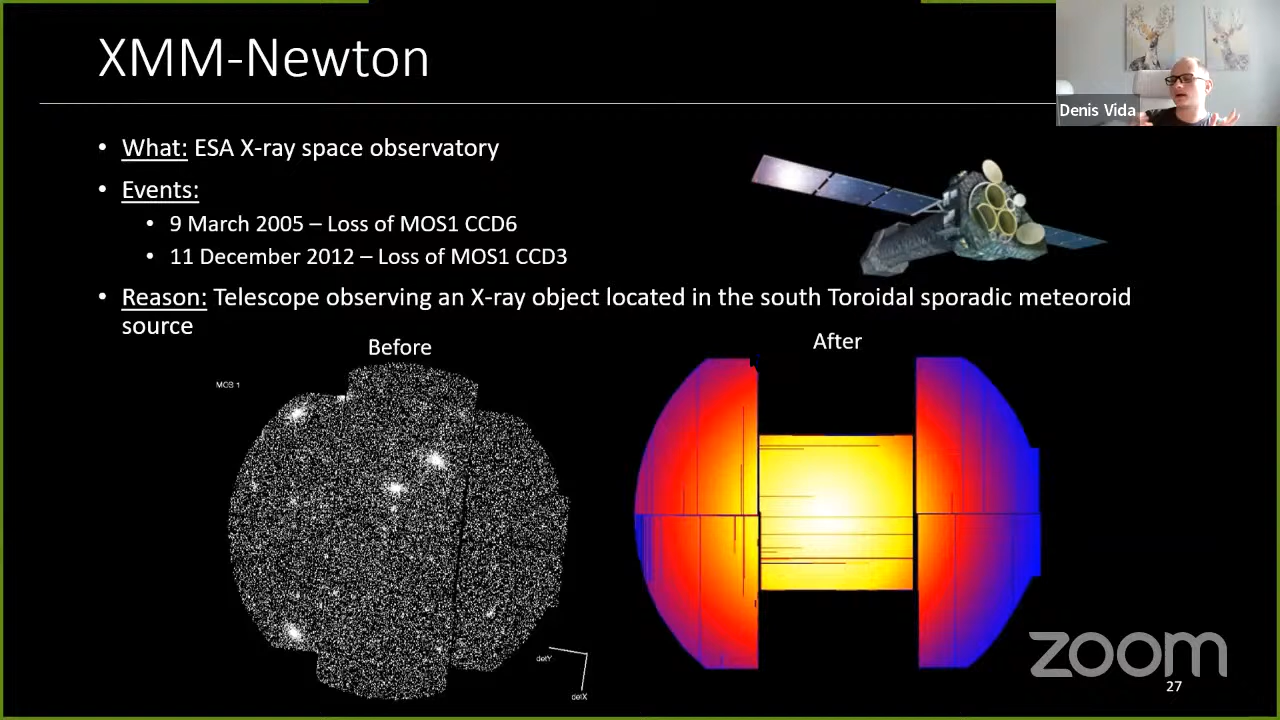 XMM-Newton
Denis Vida
• What: ESA X-ray space observatory
• Events:
• 9 March 2005 – Loss of MOS1 CCD6
• 11 December 2012 – Loss of MOS1 CCD3
• Reason: Telescope observing an X-ray object located in the south Toroidal sporadic meteoroid
source
Before
After
MOS 1
detY
detX
zoom
27